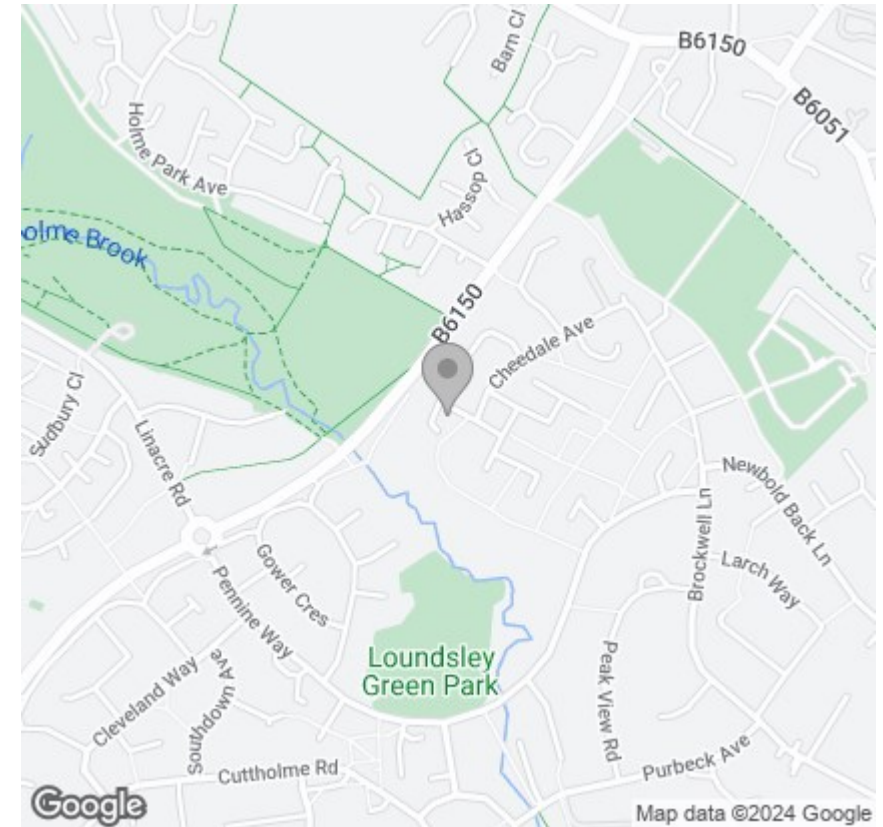 B6150
B6051
Barn Cl
Holme Park Ave
Hassop Cl
olme Brook
B6150
Cheedale Ave
Sudbury Cl
Linacre Rd
Newbold Back Ln
Brockwell Ln
Larch Way
Gower Cres
Pennine Way
Loundsley
Green Park
Peak View Rd
Cleveland Way
Southdown Ave
Cuttholme Rd
Purbeck Ave
Google
Map data ©2024 Google